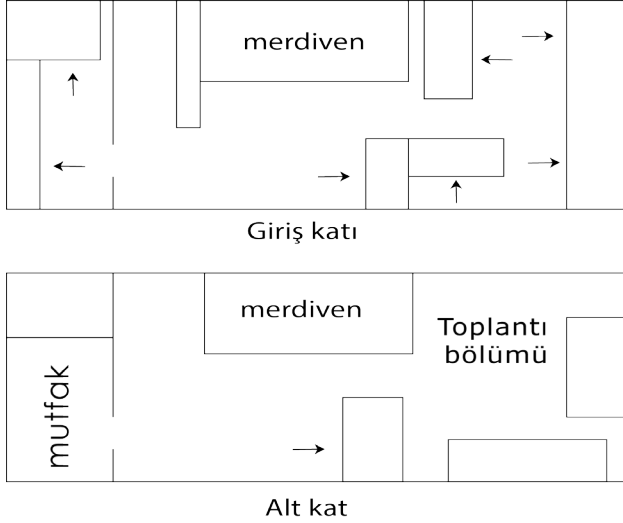 merdiven
Giriş katı
merdiven
Toplantı
bölümü
mutfak
Alt kat